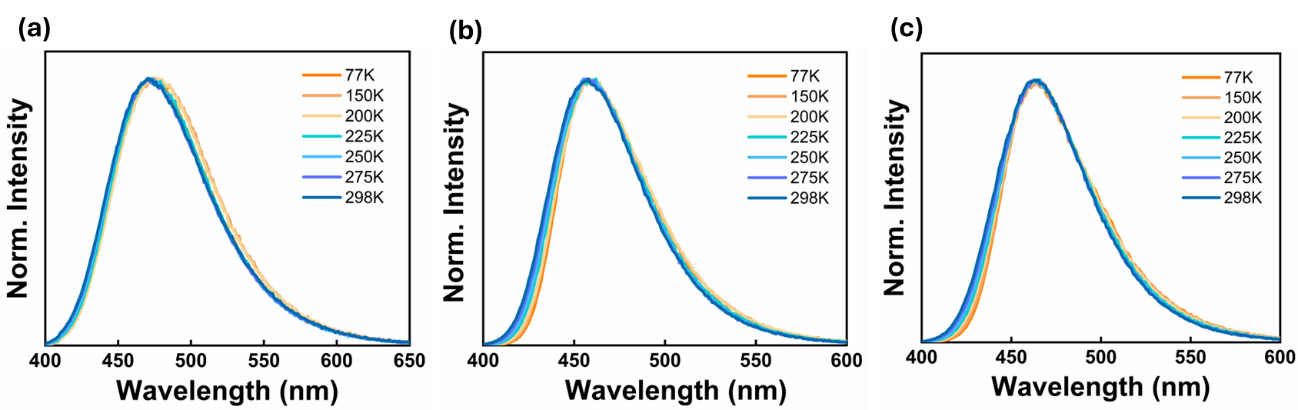 (a)
Norm. Intensity
77K
150K
200K
225K
250K
275K
298K
400 450 500 550 600 650
Wavelength (nm)
(b)
Norm. Intensity
77K
150K
200K
225K
250K
275K
298K
400 450 500 550 600
Wavelength (nm)
(c)
Norm. Intensity
77K
150K
200K
225K
250K
275K
298K
400 450 500 550 600
Wavelength (nm)